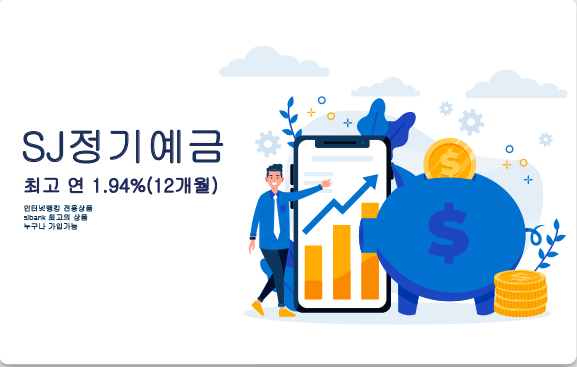 SJ정기예금
최고 연 1.94%(12개월)
인터넷뱅킹 전용상품
sibank 최고의 상품
누구나 가입가능
$
$